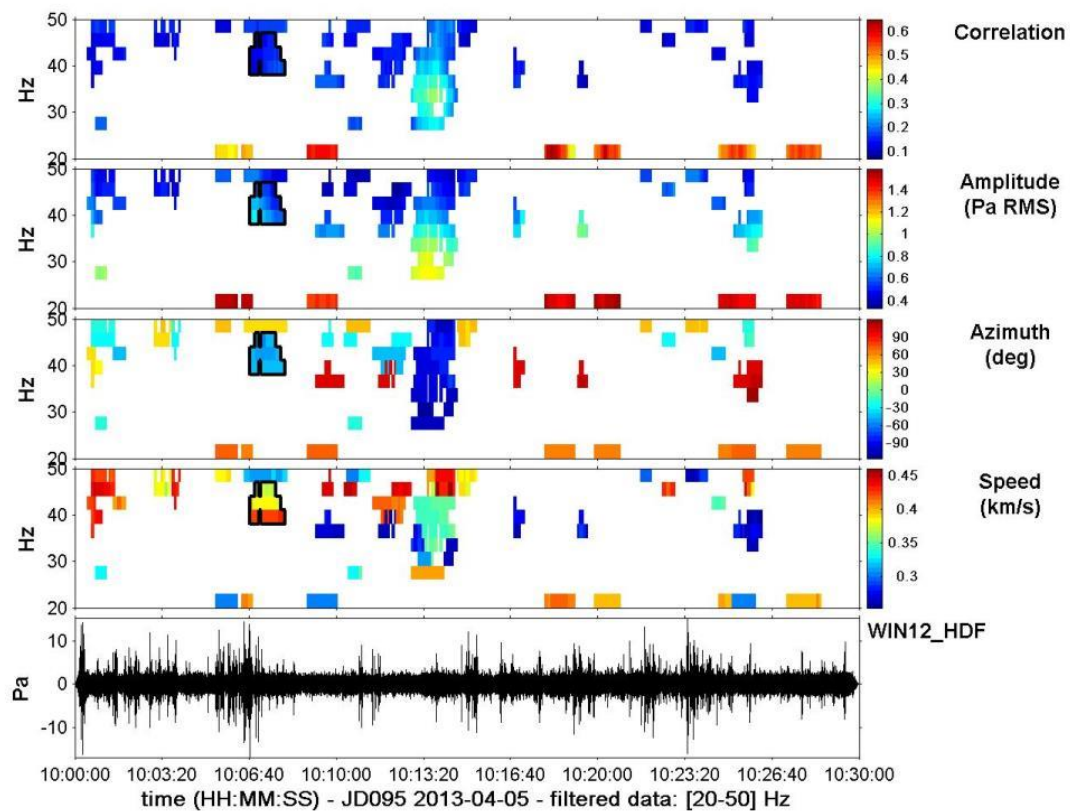 50
40
30
20
Hz
0.6
0.5
0.4
0.3
0.2
0.1
Correlation
50
40
30
20
Hz
1.4
1.2
1
0.8
0.6
0.4
Amplitude
(Pa RMS)
50
40
30
20
Hz
90
60
30
0
-30
-60
-90
Azimuth
(deg)
50
40
30
20
Hz
0.45
0.4
0.35
0.3
Speed
(km/s)
WIN12_HDF
10
0
-10
Pa
10:00:00 10:03:20 10:06:40 10:10:00 10:13:20 10:16:40 10:20:00 10:23:20 10:26:40 10:30:00
time (HH:MM:SS) - JD095 2013-04-05 - filtered data: [20-50] Hz